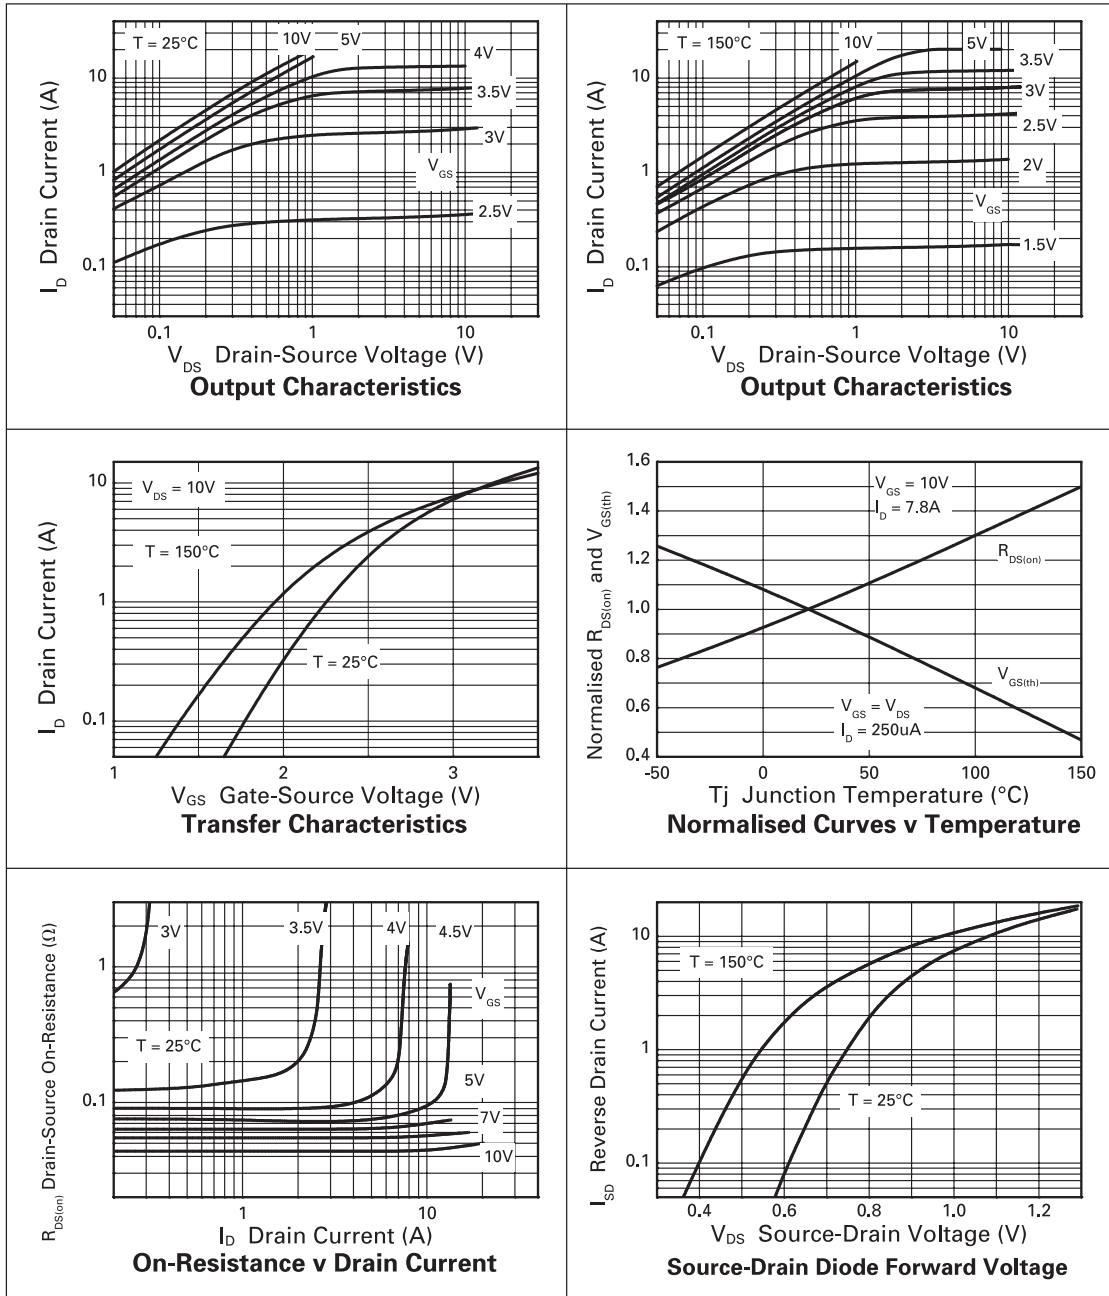 T = 25°C
10V
5V
4V
3.5V
3V
V_GS
2.5V
10
1
0.1
I_D Drain Current (A)
0.1
1
10
V_DS Drain-Source Voltage (V)
Output Characteristics
T = 150°C
10V
5V
3.5V
3V
2.5V
2V
V_GS
1.5V
10
1
0.1
I_D Drain Current (A)
0.1
1
10
V_DS Drain-Source Voltage (V)
Output Characteristics
V_DS = 10V
T = 150°C
T = 25°C
10
1
0.1
I_D Drain Current (A)
1
2
3
V_GS Gate-Source Voltage (V)
Transfer Characteristics
1.6
1.4
1.2
1.0
0.8
0.6
0.4
Normalised R_DS(on) and V_GS(th)
V_GS = 10V
I_D = 7.8A
R_DS(on)
V_GS(th)
V_GS = V_DS
I_D = 250uA
-50
0
50
100
150
Tj Junction Temperature (°C)
Normalised Curves v Temperature
3V
3.5V
4V
4.5V
V_GS
T = 25°C
5V
7V
10V
1
0.1
R_DS(on) Drain-Source On-Resistance (Ω)
1
10
I_D Drain Current (A)
On-Resistance v Drain Current
T = 150°C
T = 25°C
10
1
0.1
I_SD Reverse Drain Current (A)
0.4
0.6
0.8
1.0
1.2
V_DS Source-Drain Voltage (V)
Source-Drain Diode Forward Voltage